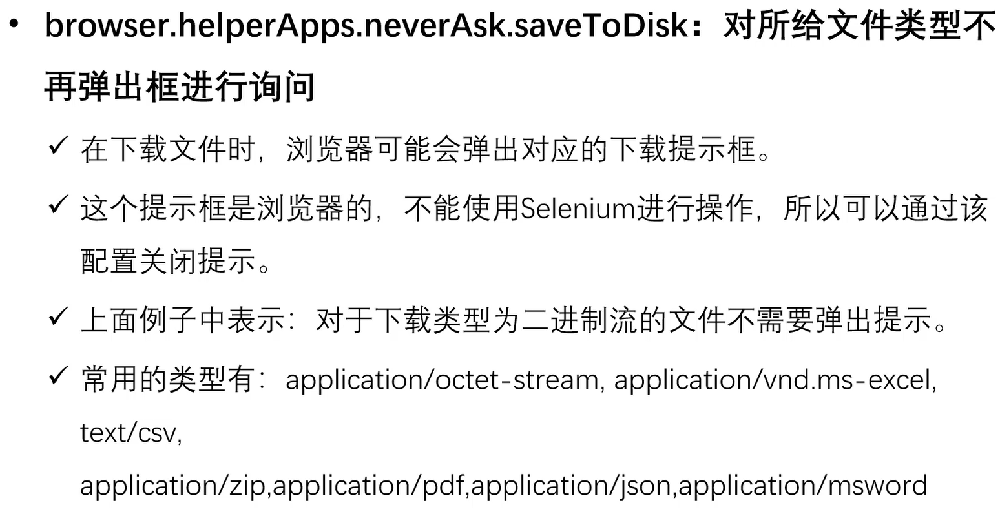 • browser.helperApps.neverAsk.saveToDisk：对所给文件类型不
再弹出框进行询问
✓ 在下载文件时，浏览器可能会弹出对应的下载提示框。
✓ 这个提示框是浏览器的，不能使用Selenium进行操作，所以可以通过该
配置关闭提示。
✓ 上面例子中表示：对于下载类型为二进制流的文件不需要弹出提示。
✓ 常用的类型有：application/octet-stream, application/vnd.ms-excel,
text/csv,
application/zip,application/pdf,application/json,application/msword